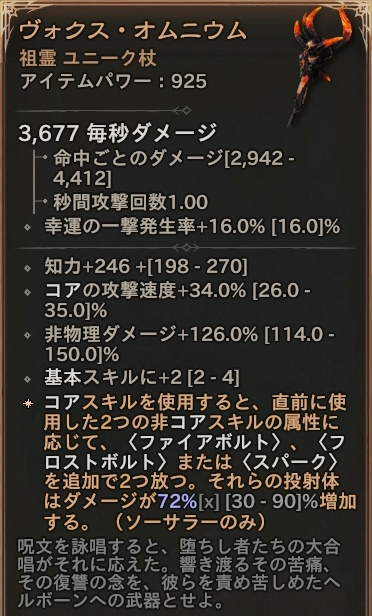 ヴォクス・オムニウム
祖霊 ユニーク杖
アイテムパワー：925
3,677 毎秒ダメージ
命中ごとのダメージ[2,942 -
4,412]
秒間攻撃回数1.00
幸運の一撃発生率+16.0% [16.0]%
知力+246 +[198 - 270]
コアの攻撃速度+34.0% [26.0 -
35.0]%
非物理ダメージ+126.0% [114.0 -
150.0]%
基本スキルに+2 [2 - 4]
コアスキルを使用すると、直前に使
用した2つの非コアスキルの属性に
応じて、〈ファイアボルト〉、〈フ
ロストボルト〉または〈スパーク〉
を追加で2つ放つ。それらの投射体
はダメージが72%[x] [30 - 90]%増加
する。（ソーサラーのみ）
呪文を詠唱すると、堕ちし者たちの大合
唱がそれに応えた。響き渡るその苦痛、
その復讐の念を、彼らを責め苦しめたヘ
ルボーンへの武器とせよ。